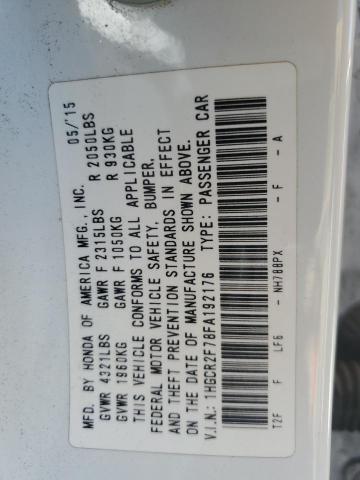 MFD. BY HONDA OF AMERICA MFG., INC. 05/'15
GVWR 4321LBS GAWR F 2315LBS R 2050LBS
GVWR 1960KG GAWR F 1050KG R 930KG
THIS VEHICLE CONFORMS TO ALL APPLICABLE
FEDERAL MOTOR VEHICLE SAFETY, BUMPER,
AND THEFT PREVENTION STANDARDS IN EFFECT
ON THE DATE OF MANUFACTURE SHOWN ABOVE.
V.I.N.: 1HGCR2F78FA192176 TYPE: PASSENGER CAR
T2F F LF6 - NH788PX - F - A